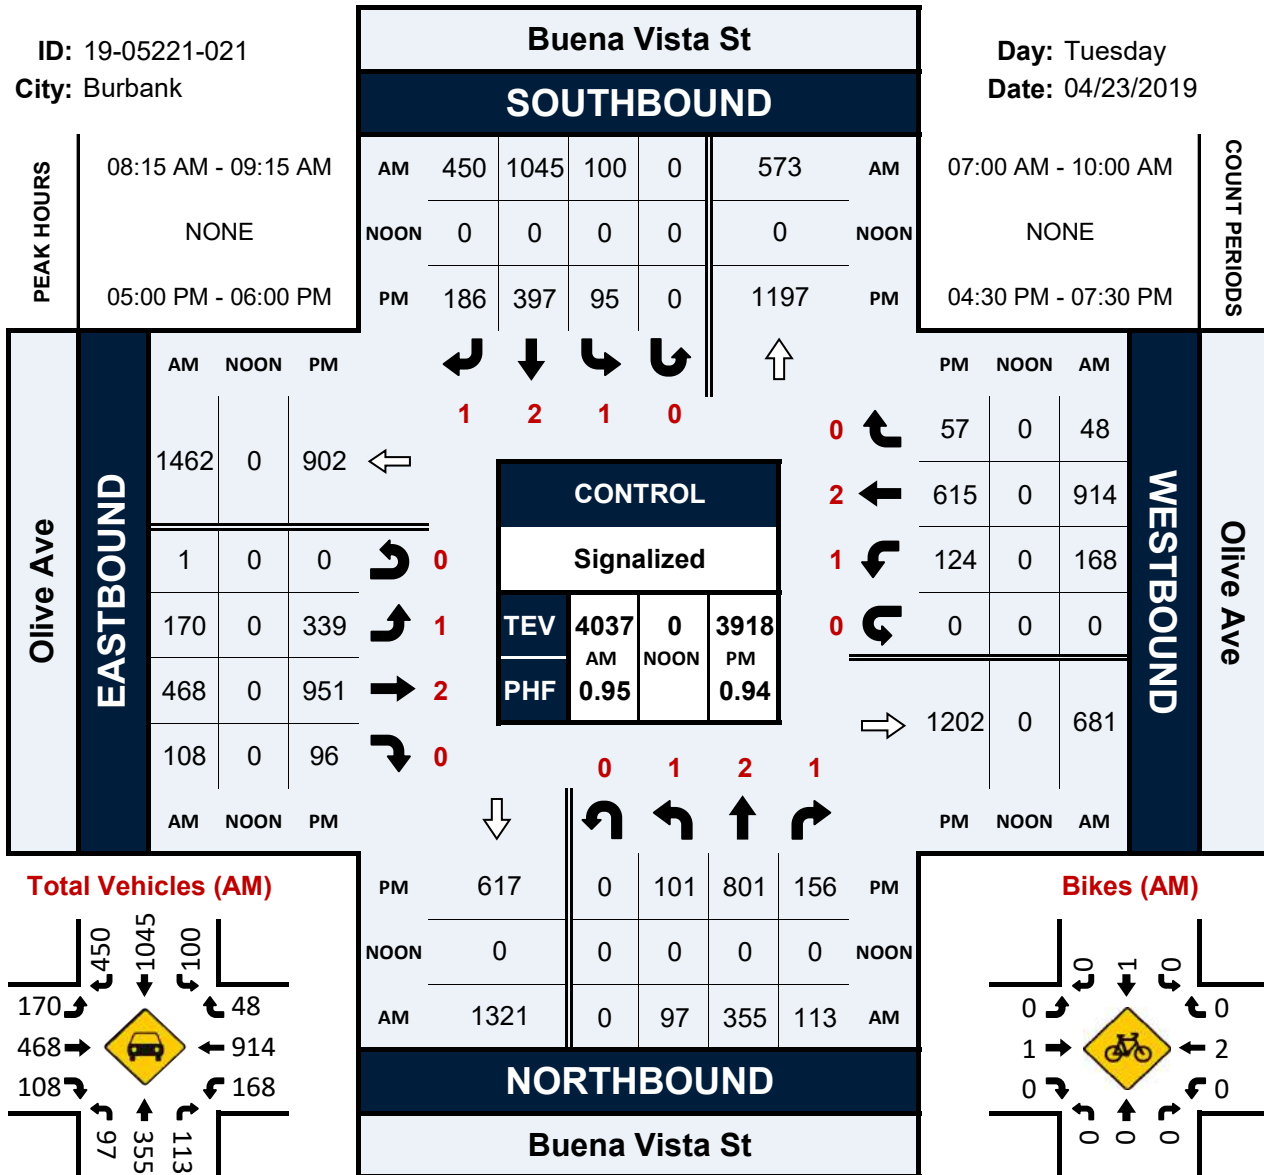 Buena Vista St
ID: 19-05221-021
Day: Tuesday
City: Burbank
Date: 04/23/2019
SOUTHBOUND
PEAK HOURS
08:15 AM - 09:15 AM
NONE
05:00 PM - 06:00 PM
AM 450 1045 100 0 573 AM
NOON 0 0 0 0 0 NOON
PM 186 397 95 0 1197 PM
07:00 AM - 10:00 AM
NONE
04:30 PM - 07:30 PM
COUNT PERIODS
1 2 1 0
Olive Ave
EASTBOUND
AM NOON PM
1462 0 902
1 0 0 0
170 0 339 1
468 0 951 2
108 0 96 0
AM NOON PM
CONTROL
Signalized
TEV 4037 0 3918
AM NOON PM
PHF 0.95 0.94
PM NOON AM
0 57 0 48
2 615 0 914
1 124 0 168
0 0 0 0
1202 0 681
PM NOON AM
WESTBOUND
Olive Ave
0 1 2 1
PM 617 0 101 801 156 PM
NOON 0 0 0 0 0 NOON
AM 1321 0 97 355 113 AM
NORTHBOUND
Buena Vista St
Total Vehicles (AM)
450 1045 100
170 48
468 914
108 168
97 355 113
Bikes (AM)
0 1 0
0 0
1 2
0 0
0 0 0